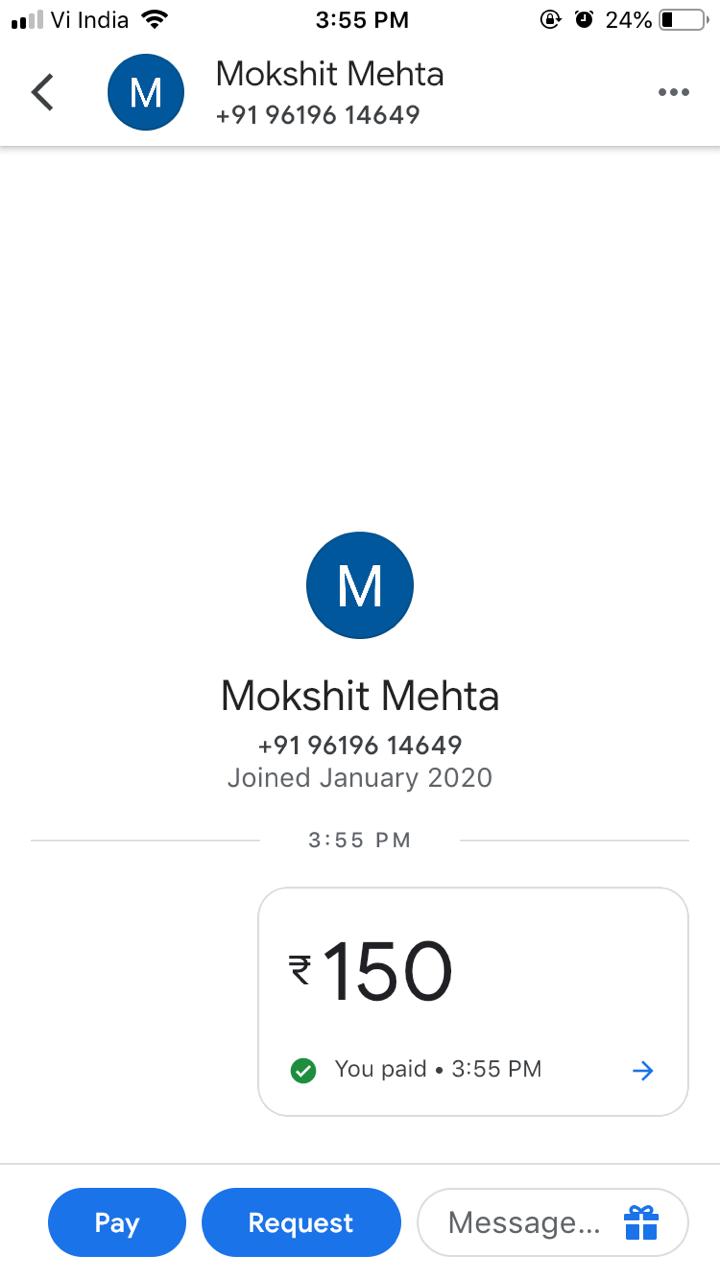 Vi India 3:55 PM 24%
M Mokshit Mehta
+91 96196 14649
M
Mokshit Mehta
+91 96196 14649
Joined January 2020
3:55 PM
₹150
You paid • 3:55 PM
Pay Request Message...